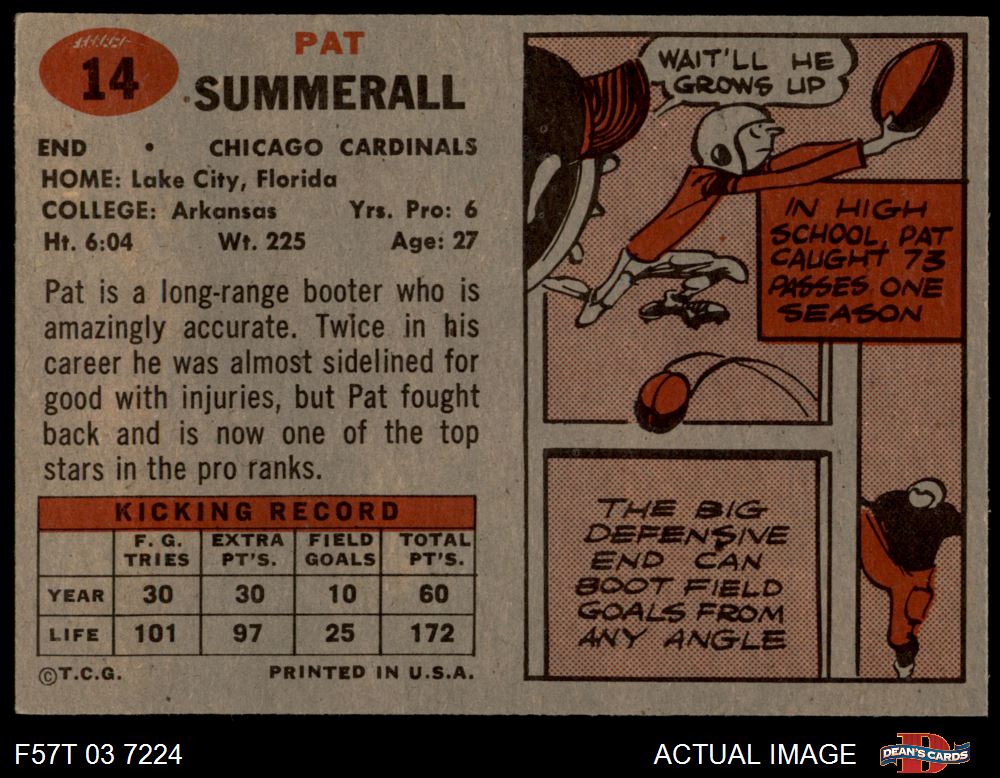 14
PAT
SUMMERALL
END • CHICAGO CARDINALS
HOME: Lake City, Florida
COLLEGE: Arkansas Yrs. Pro: 6
Ht. 6:04 Wt. 225 Age: 27
Pat is a long-range booter who is
amazingly accurate. Twice in his
career he was almost sidelined for
good with injuries, but Pat fought
back and is now one of the top
stars in the pro ranks.
KICKING RECORD
F. G. TRIES EXTRA PT'S. FIELD GOALS TOTAL PT'S.
YEAR 30 30 10 60
LIFE 101 97 25 172
©T.C.G. PRINTED IN U.S.A.
WAIT'LL HE
GROWS UP
IN HIGH
SCHOOL, PAT
CAUGHT 73
PASSES ONE
SEASON
THE BIG
DEFENSIVE
END CAN
BOOT FIELD
GOALS FROM
ANY ANGLE
F57T 03 7224 ACTUAL IMAGE
DEAN'S CARDS